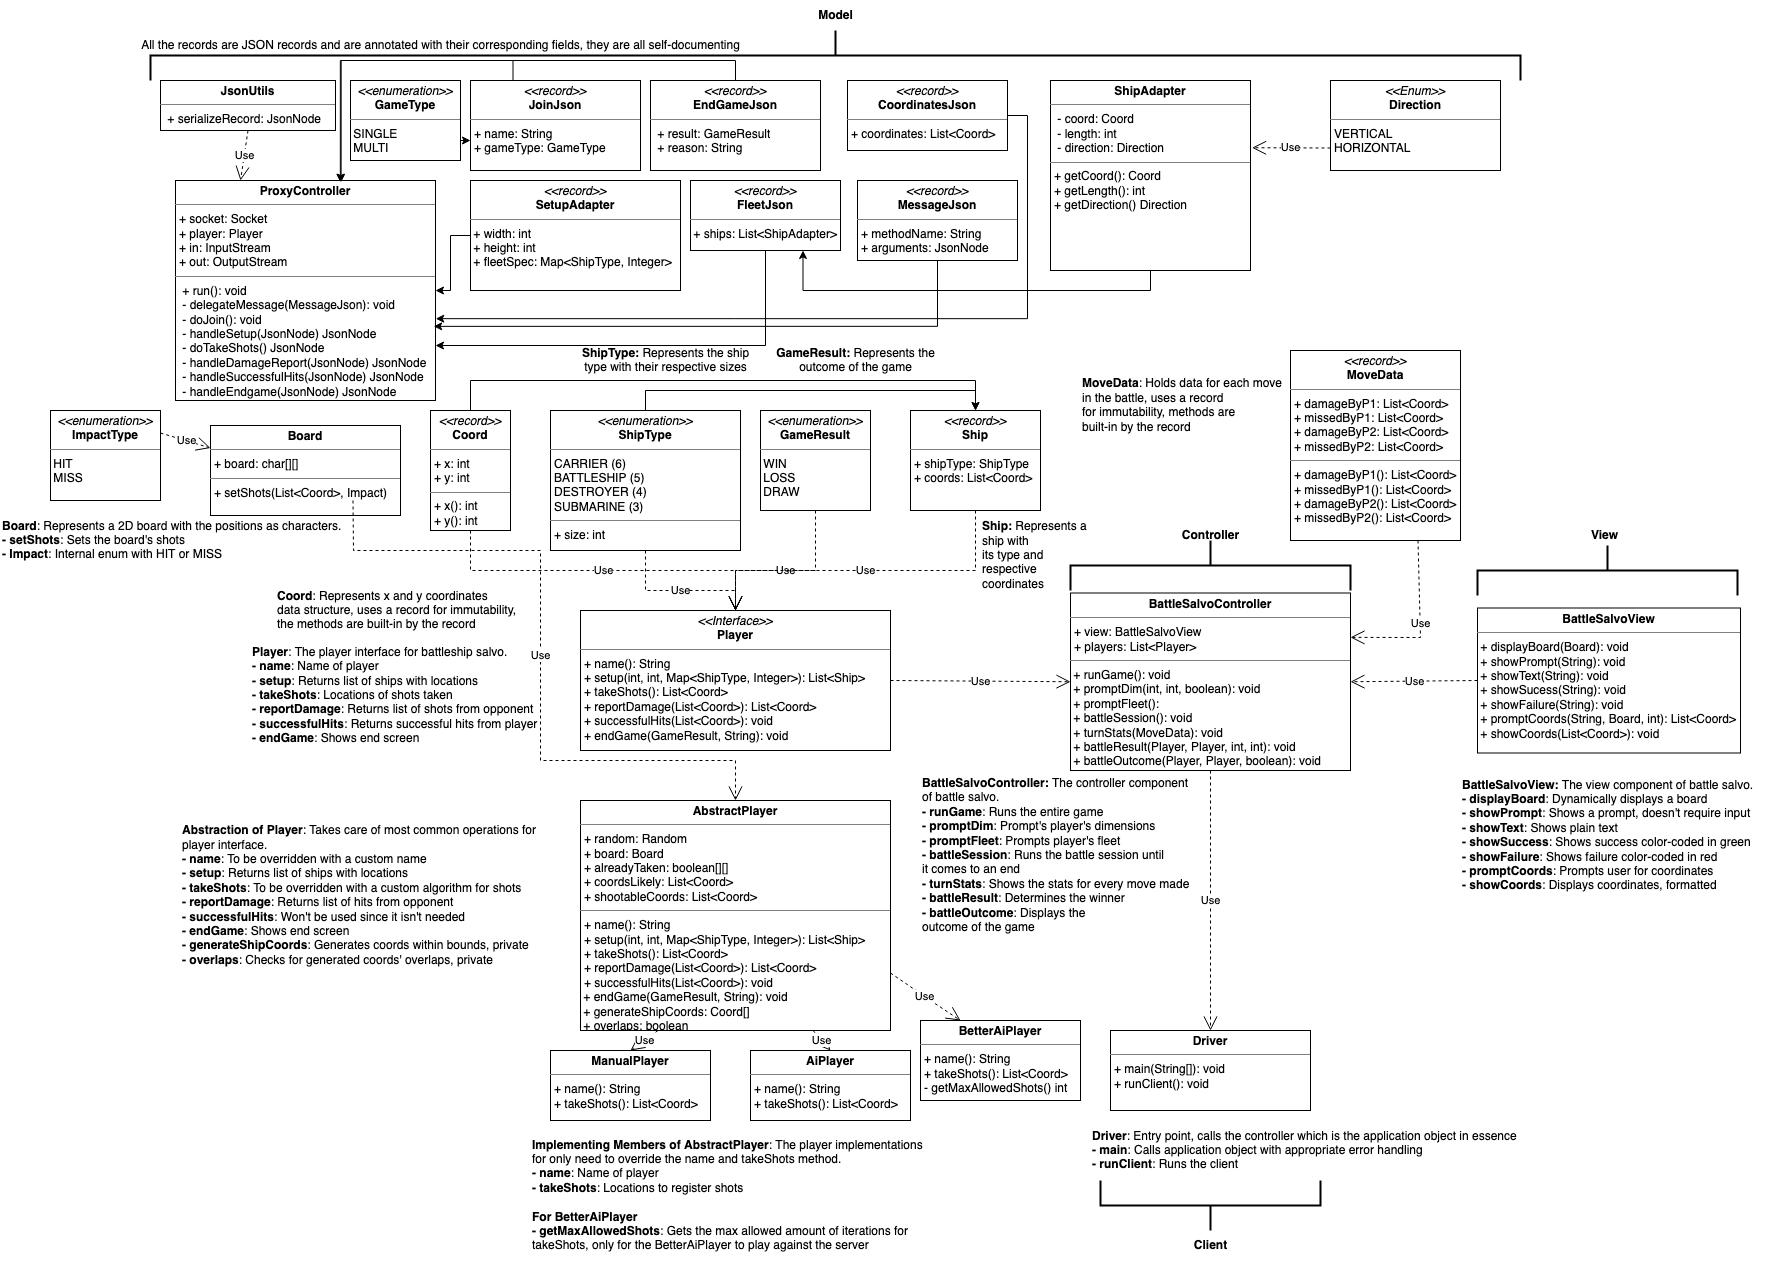 Model
All the records are JSON records and are annotated with their corresponding fields, they are all self-documenting
JsonUtils
+ serializeRecord: JsonNode
Use
<<enumeration>>
GameType
SINGLE
MULTI
<<record>>
JoinJson
+ name: String
+ gameType: GameType
<<record>>
EndGameJson
+ result: GameResult
+ reason: String
<<record>>
CoordinatesJson
+ coordinates: List<Coord>
ShipAdapter
- coord: Coord
- length: int
- direction: Direction
+ getCoord(): Coord
+ getLength(): int
+ getDirection() Direction
Use
<<Enum>>
Direction
VERTICAL
HORIZONTAL
ProxyController
+ socket: Socket
+ player: Player
+ in: InputStream
+ out: OutputStream
+ run(): void
- delegateMessage(MessageJson): void
- doJoin(): void
- handleSetup(JsonNode) JsonNode
- doTakeShots() JsonNode
- handleDamageReport(JsonNode) JsonNode
- handleSuccessfulHits(JsonNode) JsonNode
- handleEndgame(JsonNode) JsonNode
<<record>>
SetupAdapter
+ width: int
+ height: int
+ fleetSpec: Map<ShipType, Integer>
<<record>>
FleetJson
+ ships: List<ShipAdapter>
<<record>>
MessageJson
+ methodName: String
+ arguments: JsonNode
ShipType: Represents the ship
type with their respective sizes
GameResult: Represents the
outcome of the game
MoveData: Holds data for each move
in the battle, uses a record
for immutability, methods are
built-in by the record
<<record>>
MoveData
+ damageByP1: List<Coord>
+ missedByP1: List<Coord>
+ damageByP2: List<Coord>
+ missedByP2: List<Coord>
+ damageByP1(): List<Coord>
+ missedByP1(): List<Coord>
+ damageByP2(): List<Coord>
+ missedByP2(): List<Coord>
<<enumeration>>
ImpactType
HIT
MISS
Use
Board
+ board: char[][]
+ setShots(List<Coord>, Impact)
<<record>>
Coord
+ x: int
+ y: int
+ x(): int
+ y(): int
<<enumeration>>
ShipType
CARRIER (6)
BATTLESHIP (5)
DESTROYER (4)
SUBMARINE (3)
+ size: int
<<enumeration>>
GameResult
WIN
LOSS
DRAW
<<record>>
Ship
+ shipType: ShipType
+ coords: List<Coord>
Board: Represents a 2D board with the positions as characters.
- setShots: Sets the board's shots
- Impact: Internal enum with HIT or MISS
Ship: Represents a
ship with
its type and
respective
coordinates
Use
Use
Use
Use
Coord: Represents x and y coordinates
data structure, uses a record for immutability,
the methods are built-in by the record
Player: The player interface for battleship salvo.
- name: Name of player
- setup: Returns list of ships with locations
- takeShots: Locations of shots taken
- reportDamage: Returns list of shots from opponent
- successfulHits: Returns successful hits from player
- endGame: Shows end screen
Use
<<Interface>>
Player
+ name(): String
+ setup(int, int, Map<ShipType, Integer>): List<Ship>
+ takeShots(): List<Coord>
+ reportDamage(List<Coord>): List<Coord>
+ successfulHits(List<Coord>): void
+ endGame(GameResult, String): void
Use
Controller
BattleSalvoController
+ view: BattleSalvoView
+ players: List<Player>
+ runGame(): void
+ promptDim(int, int, boolean): void
+ promptFleet():
+ battleSession(): void
+ turnStats(MoveData): void
+ battleResult(Player, Player, int, int): void
+ battleOutcome(Player, Player, boolean): void
Use
Use
View
BattleSalvoView
+ displayBoard(Board): void
+ showPrompt(String): void
+ showText(String): void
+ showSucess(String): void
+ showFailure(String): void
+ promptCoords(String, Board, int): List<Coord>
+ showCoords(List<Coord>): void
BattleSalvoController: The controller component
of battle salvo.
- runGame: Runs the entire game
- promptDim: Prompt's player's dimensions
- promptFleet: Prompts player's fleet
- battleSession: Runs the battle session until
it comes to an end
- turnStats: Shows the stats for every move made
- battleResult: Determines the winner
- battleOutcome: Displays the
outcome of the game
Use
BattleSalvoView: The view component of battle salvo.
- displayBoard: Dynamically displays a board
- showPrompt: Shows a prompt, doesn't require input
- showText: Shows plain text
- showSuccess: Shows success color-coded in green
- showFailure: Shows failure color-coded in red
- promptCoords: Prompts user for coordinates
- showCoords: Displays coordinates, formatted
Abstraction of Player: Takes care of most common operations for
player interface.
- name: To be overridden with a custom name
- setup: Returns list of ships with locations
- takeShots: To be overridden with a custom algorithm for shots
- reportDamage: Returns list of hits from opponent
- successfulHits: Won't be used since it isn't needed
- endGame: Shows end screen
- generateShipCoords: Generates coords within bounds, private
- overlaps: Checks for generated coords' overlaps, private
AbstractPlayer
+ random: Random
+ board: Board
+ alreadyTaken: boolean[][]
+ coordsLikely: List<Coord>
+ shootableCoords: List<Coord>
+ name(): String
+ setup(int, int, Map<ShipType, Integer>): List<Ship>
+ takeShots(): List<Coord>
+ reportDamage(List<Coord>): List<Coord>
+ successfulHits(List<Coord>): void
+ endGame(GameResult, String): void
+ generateShipCoords: Coord[]
+ overlaps: boolean
Use
Use
Use
ManualPlayer
+ name(): String
+ takeShots(): List<Coord>
AiPlayer
+ name(): String
+ takeShots(): List<Coord>
BetterAiPlayer
+ name(): String
+ takeShots(): List<Coord>
- getMaxAllowedShots() int
Driver
+ main(String[]): void
+ runClient(): void
Implementing Members of AbstractPlayer: The player implementations
for only need to override the name and takeShots method.
- name: Name of player
- takeShots: Locations to register shots
For BetterAiPlayer
- getMaxAllowedShots: Gets the max allowed amount of iterations for
takeShots, only for the BetterAiPlayer to play against the server
Driver: Entry point, calls the controller which is the application object in essence
- main: Calls application object with appropriate error handling
- runClient: Runs the client
Client